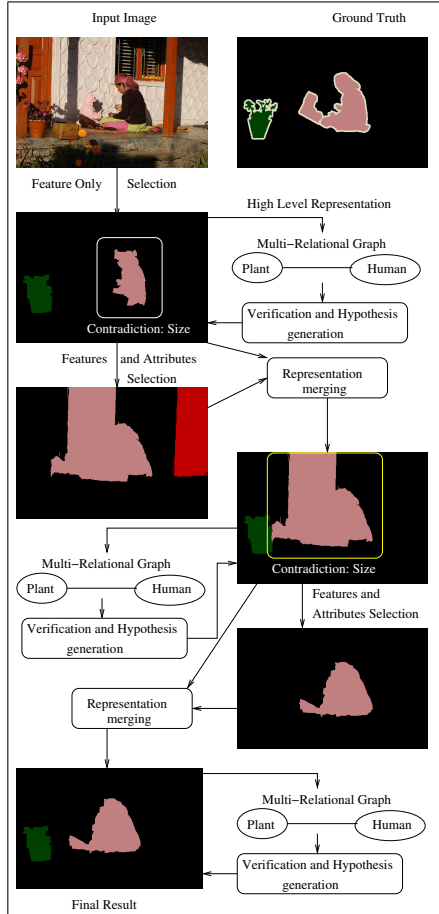 Input Image
Ground Truth
Feature Only Selection
High Level Representation
Multi−Relational Graph
Plant
Human
Verification and Hypothesis
generation
Contradiction: Size
Features and Attributes
Selection
Representation
merging
Contradiction: Size
Multi−Relational Graph
Plant
Human
Verification and Hypothesis
generation
Features and
Attributes Selection
Representation
merging
Multi−Relational Graph
Plant
Human
Verification and Hypothesis
generation
Final Result